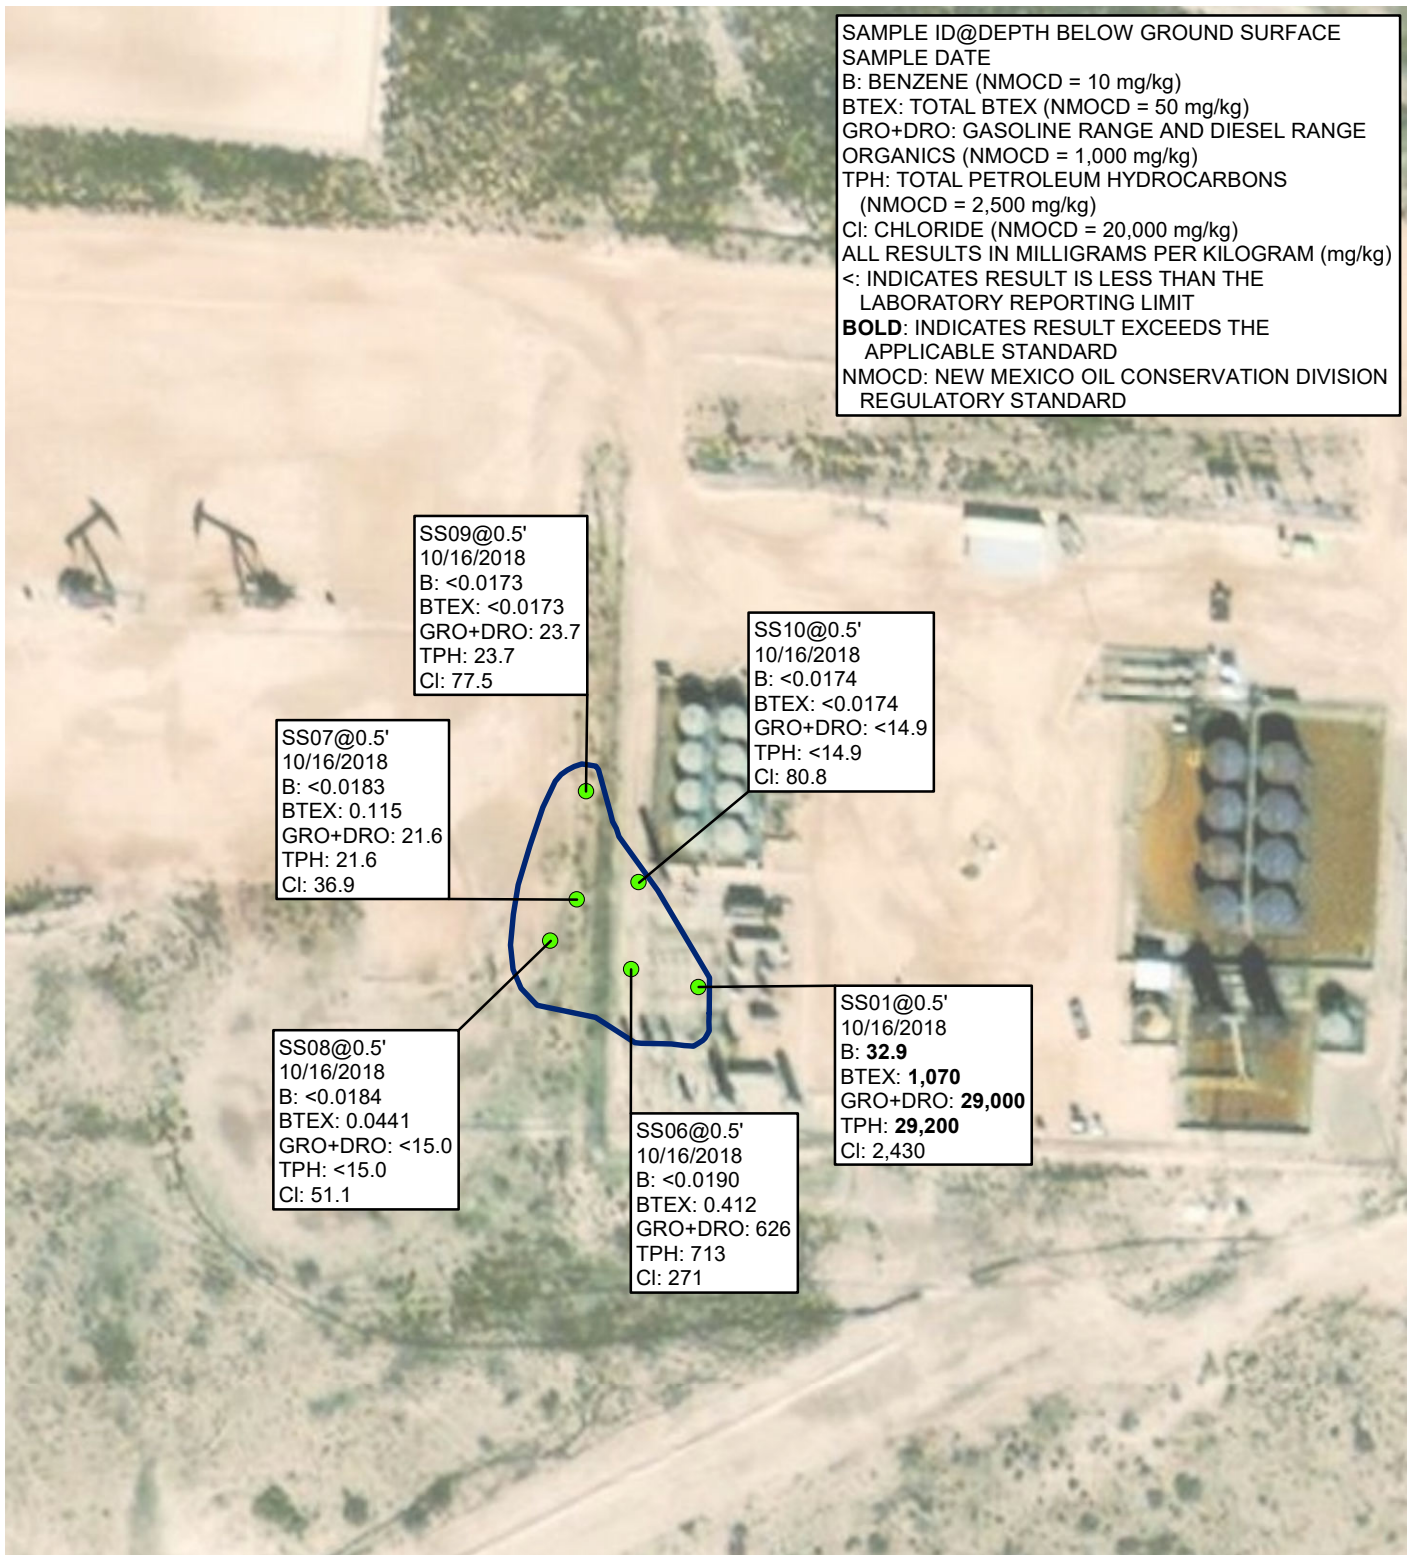 SAMPLE ID@DEPTH BELOW GROUND SURFACE
SAMPLE DATE
B: BENZENE (NMOCD = 10 mg/kg)
BTEX: TOTAL BTEX (NMOCD = 50 mg/kg)
GRO+DRO: GASOLINE RANGE AND DIESEL RANGE
ORGANICS (NMOCD = 1,000 mg/kg)
TPH: TOTAL PETROLEUM HYDROCARBONS
(NMOCD = 2,500 mg/kg)
Cl: CHLORIDE (NMOCD = 20,000 mg/kg)
ALL RESULTS IN MILLIGRAMS PER KILOGRAM (mg/kg)
<: INDICATES RESULT IS LESS THAN THE
LABORATORY REPORTING LIMIT
BOLD: INDICATES RESULT EXCEEDS THE
APPLICABLE STANDARD
NMOCD: NEW MEXICO OIL CONSERVATION DIVISION
REGULATORY STANDARD
SS09@0.5'
10/16/2018
B: <0.0173
BTEX: <0.0173
GRO+DRO: 23.7
TPH: 23.7
Cl: 77.5
SS10@0.5'
10/16/2018
B: <0.0174
BTEX: <0.0174
GRO+DRO: <14.9
TPH: <14.9
Cl: 80.8
SS07@0.5'
10/16/2018
B: <0.0183
BTEX: 0.115
GRO+DRO: 21.6
TPH: 21.6
Cl: 36.9
SS01@0.5'
10/16/2018
B: 32.9
BTEX: 1,070
GRO+DRO: 29,000
TPH: 29,200
Cl: 2,430
SS08@0.5'
10/16/2018
B: <0.0184
BTEX: 0.0441
GRO+DRO: <15.0
TPH: <15.0
Cl: 51.1
SS06@0.5'
10/16/2018
B: <0.0190
BTEX: 0.412
GRO+DRO: 626
TPH: 713
Cl: 271